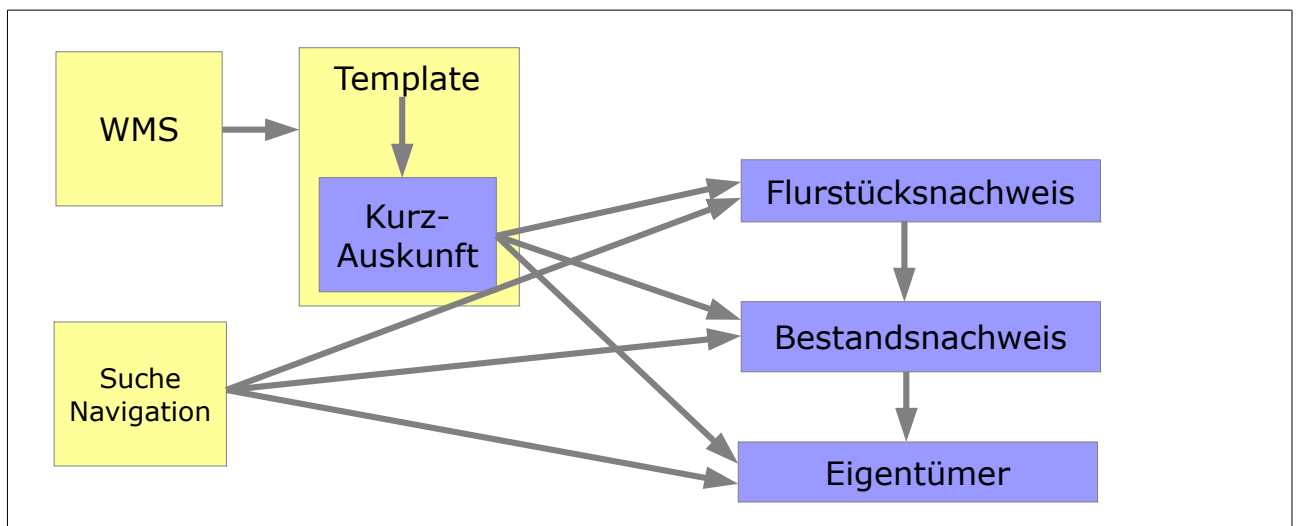 WMS
Template
Kurz-
Auskunft
Flurstücksnachweis
Bestandsnachweis
Suche
Navigation
Eigentümer